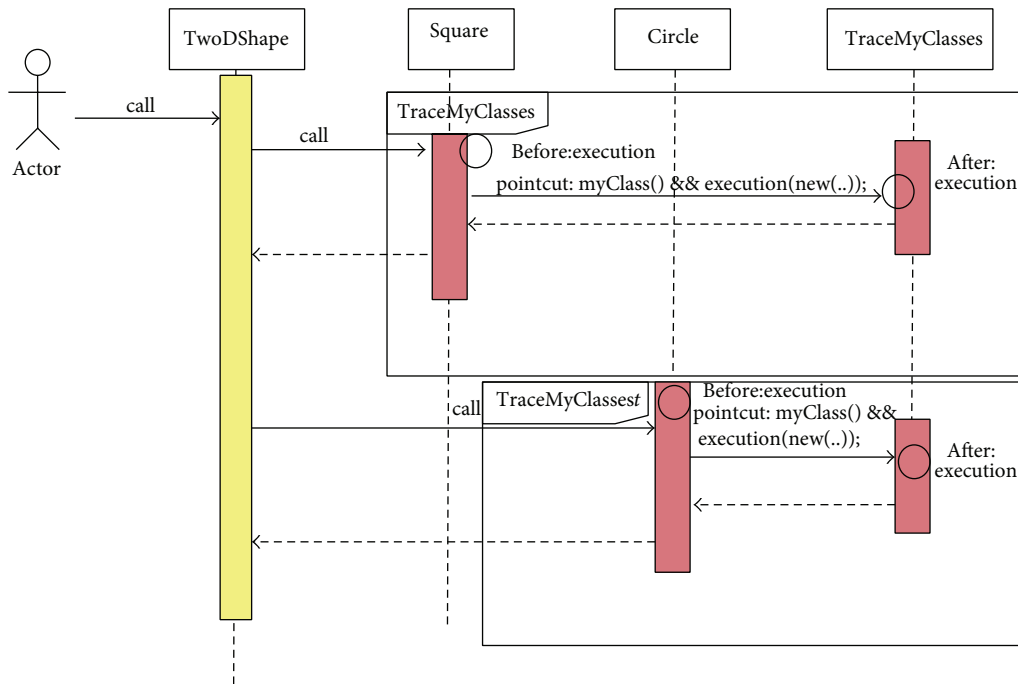 TwoDShape
Square
Circle
TraceMyClasses
Actor
call
call
TraceMyClasses
Before:execution
pointcut: myClass() && execution(new(..));
After:
execution
call
TraceMyClassest
Before:execution
pointcut: myClass() &&
execution(new(..));
After:
execution